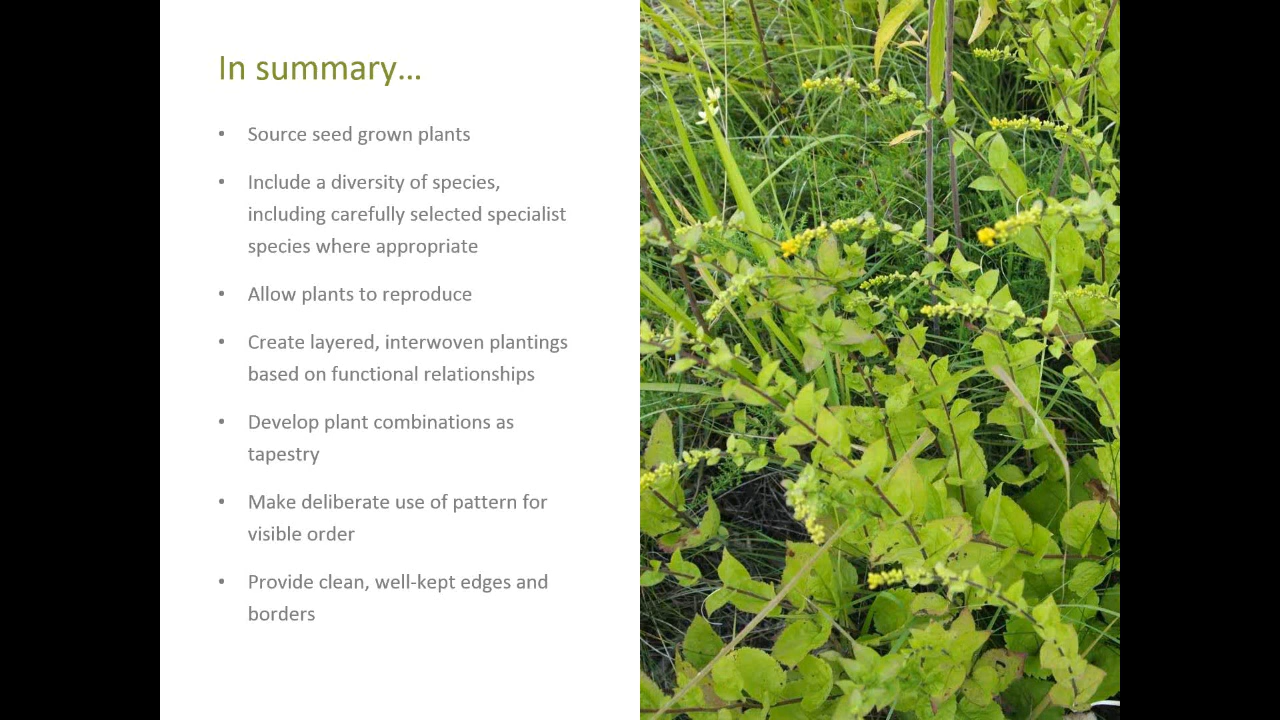 In summary...
• Source seed grown plants
• Include a diversity of species,
including carefully selected specialist
species where appropriate
• Allow plants to reproduce
• Create layered, interwoven plantings
based on functional relationships
• Develop plant combinations as
tapestry
• Make deliberate use of pattern for
visible order
• Provide clean, well-kept edges and
borders